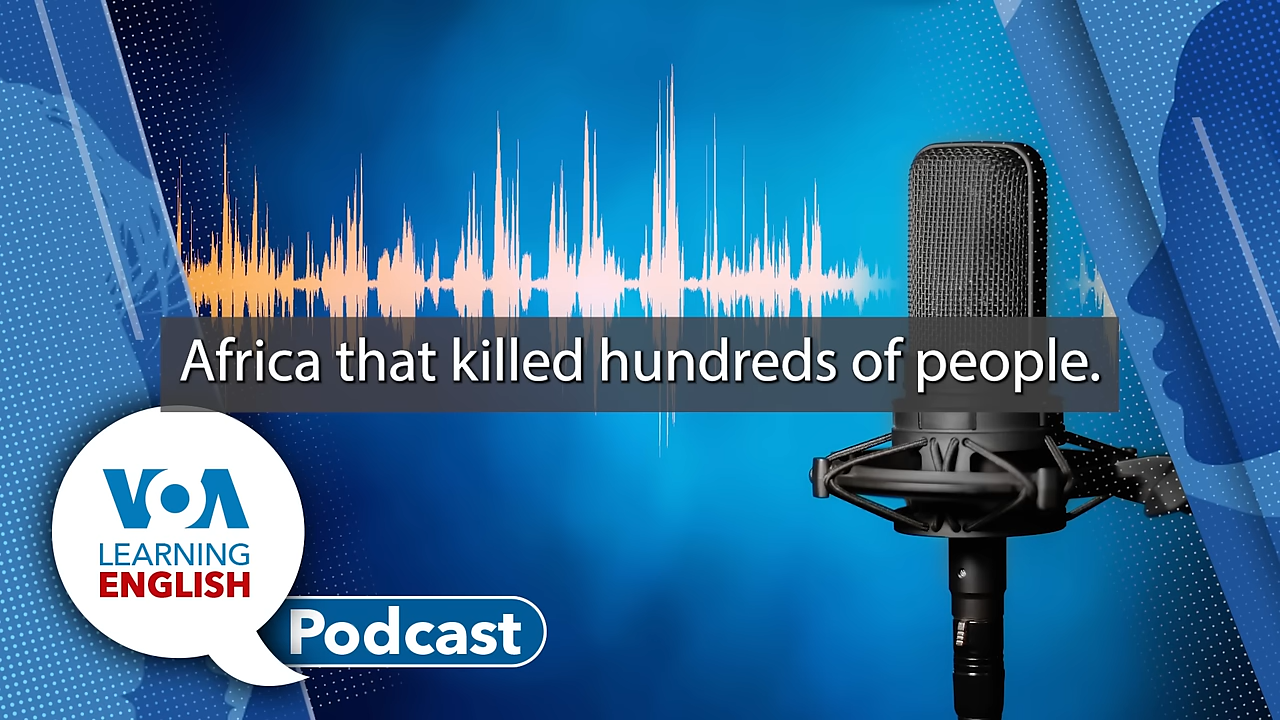 Africa that killed hundreds of people.
VOA
LEARNING
ENGLISH
Podcast